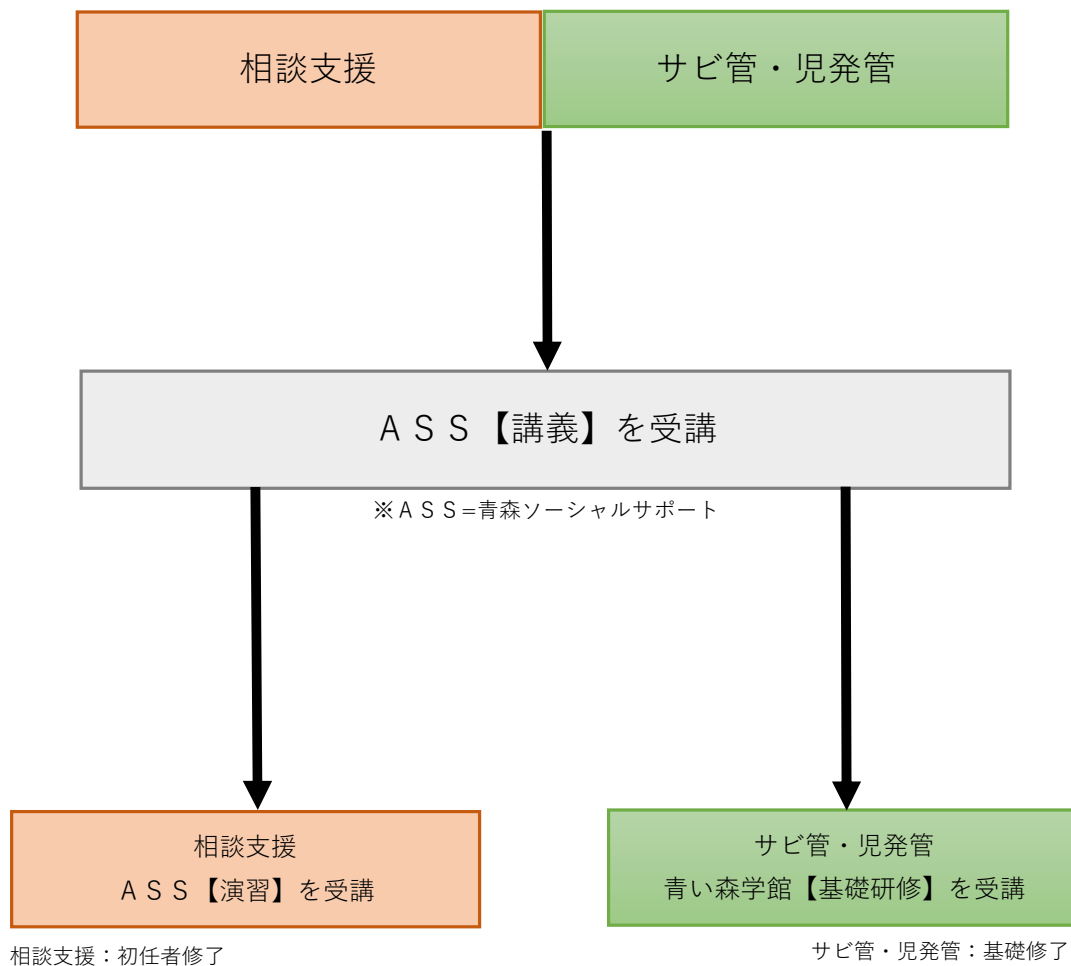 相談支援
サビ管・児発管
ＡＳＳ【講義】を受講
※ＡＳＳ=青森ソーシャルサポート
相談支援
ＡＳＳ【演習】を受講
サビ管・児発管
青い森学館【基礎研修】を受講
相談支援：初任者修了
サビ管・児発管：基礎修了